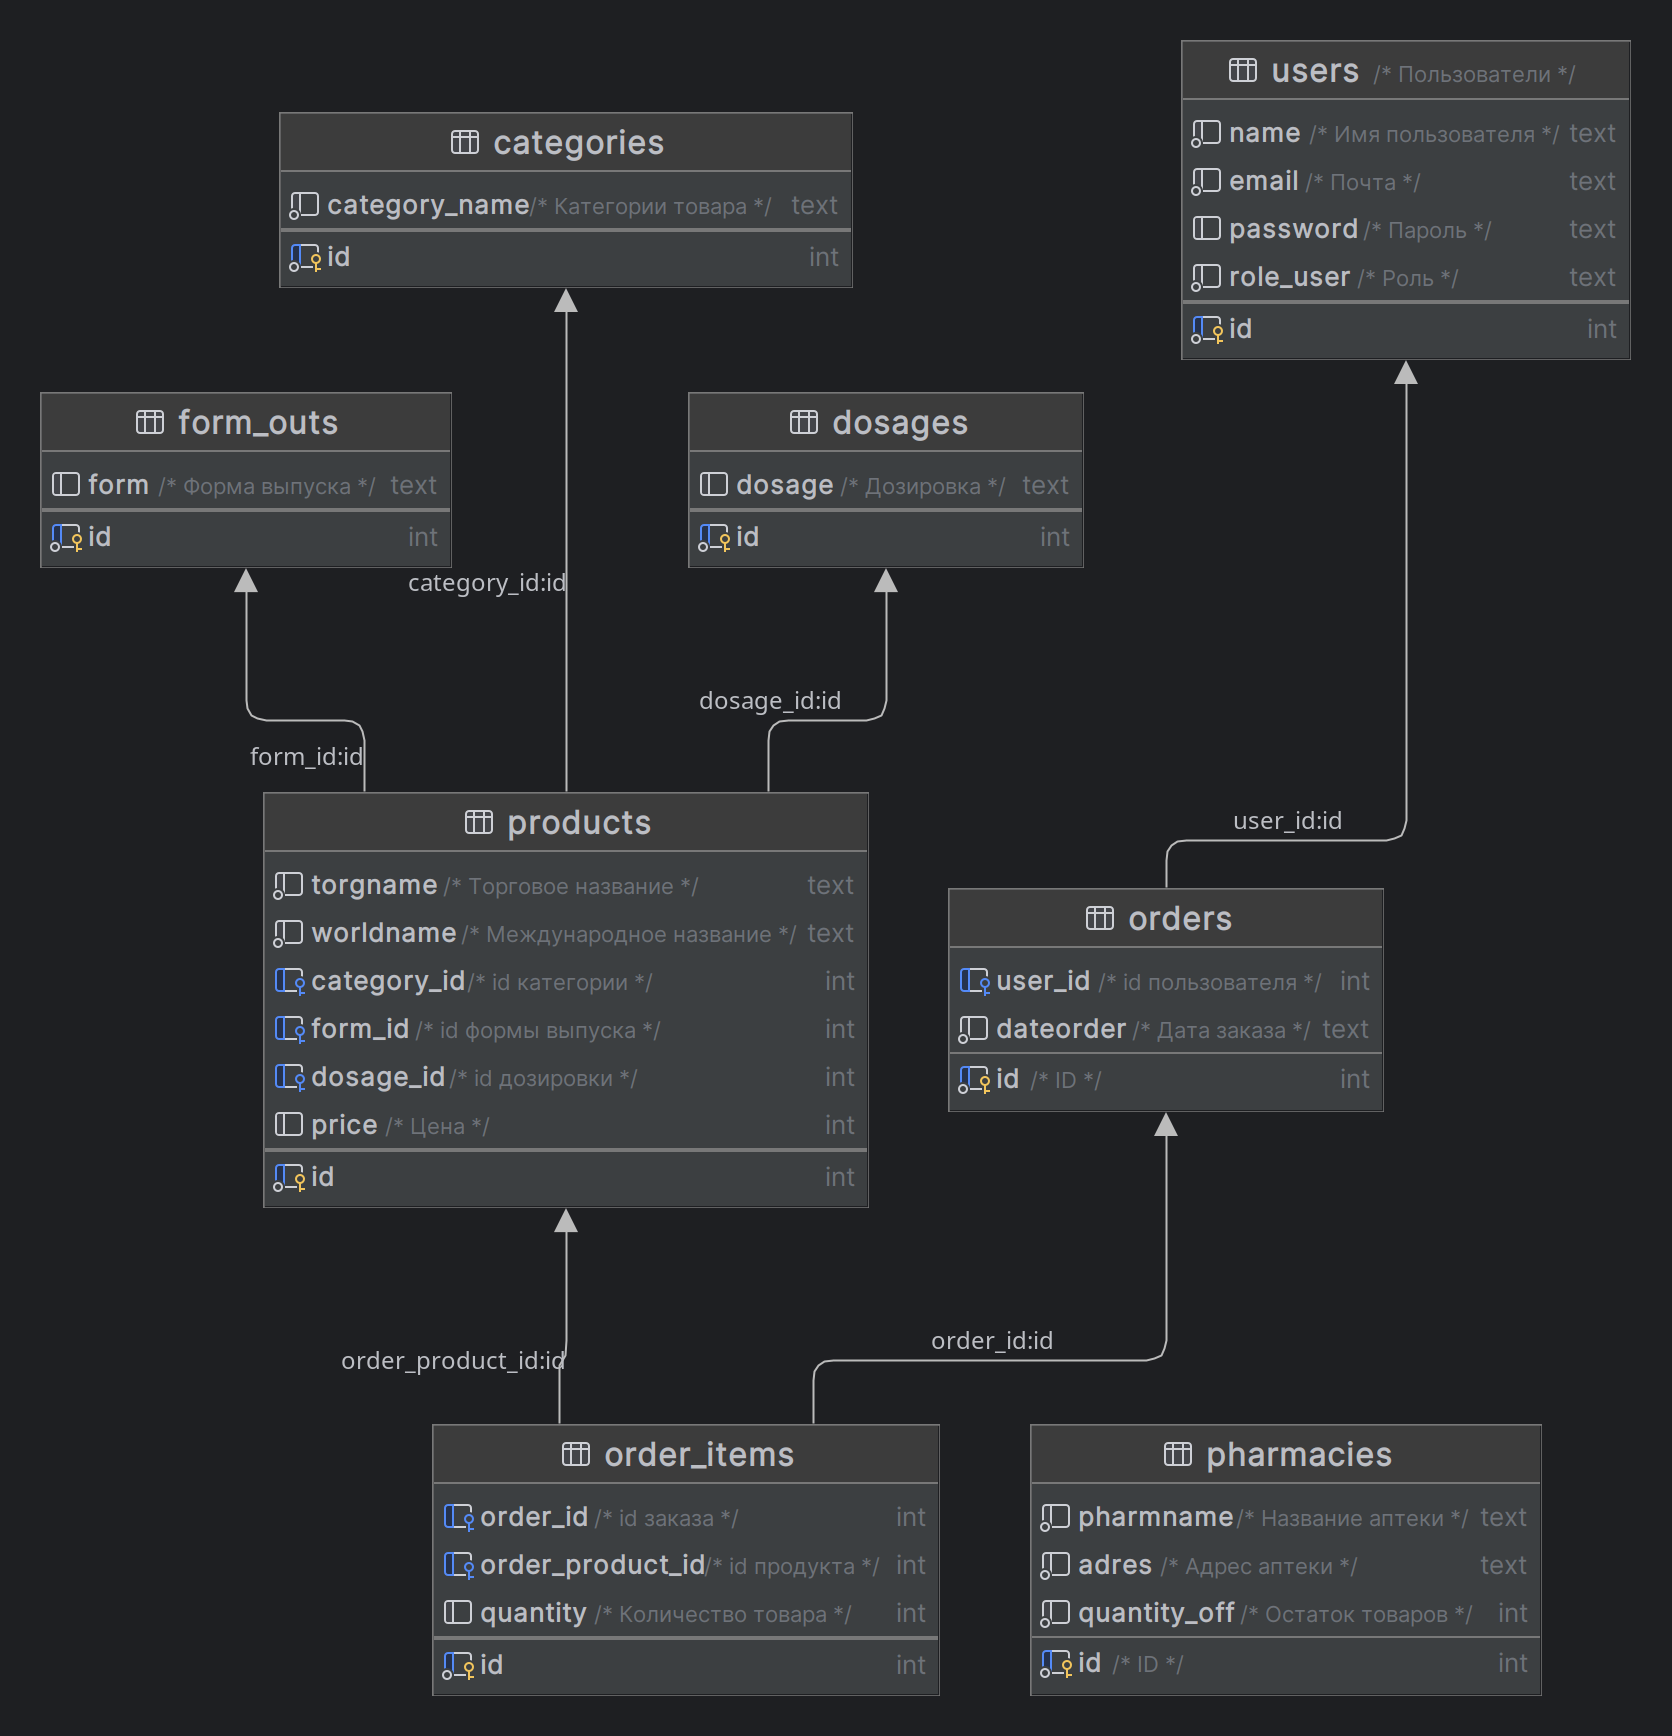 users /* Пользователи */
name /* Имя пользователя */ text
email /* Почта */ text
password /* Пароль */ text
role_user /* Роль */ text
id int
categories
category_name /* Категории товара */ text
id int
form_outs
form /* Форма выпуска */ text
id int
dosages
dosage /* Дозировка */ text
id int
category_id:id
dosage_id:id
form_id:id
user_id:id
products
torgname /* Торговое название */ text
worldname /* Международное название */ text
category_id /* id категории */ int
form_id /* id формы выпуска */ int
dosage_id /* id дозировки */ int
price /* Цена */ int
id int
orders
user_id /* id пользователя */ int
dateorder /* Дата заказа */ text
id /* ID */ int
order_product_id:id
order_id:id
order_items
order_id /* id заказа */ int
order_product_id /* id продукта */ int
quantity /* Количество товара */ int
id int
pharmacies
pharmname /* Название аптеки */ text
adres /* Адрес аптеки */ text
quantity_off /* Остаток товаров */ int
id /* ID */ int